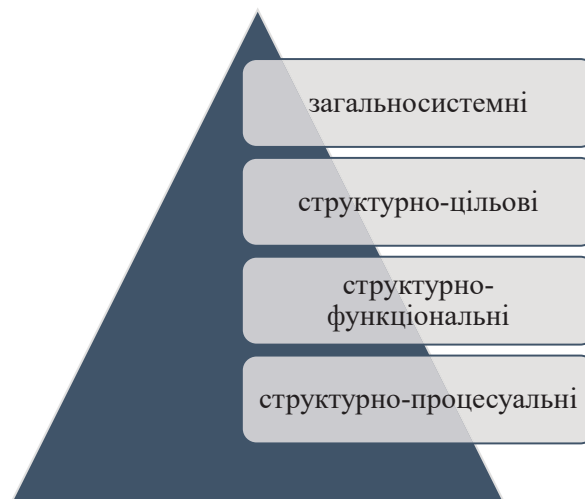 загальносистемні
структурно-цільові
структурно-
функціональні
структурно-процесуальні